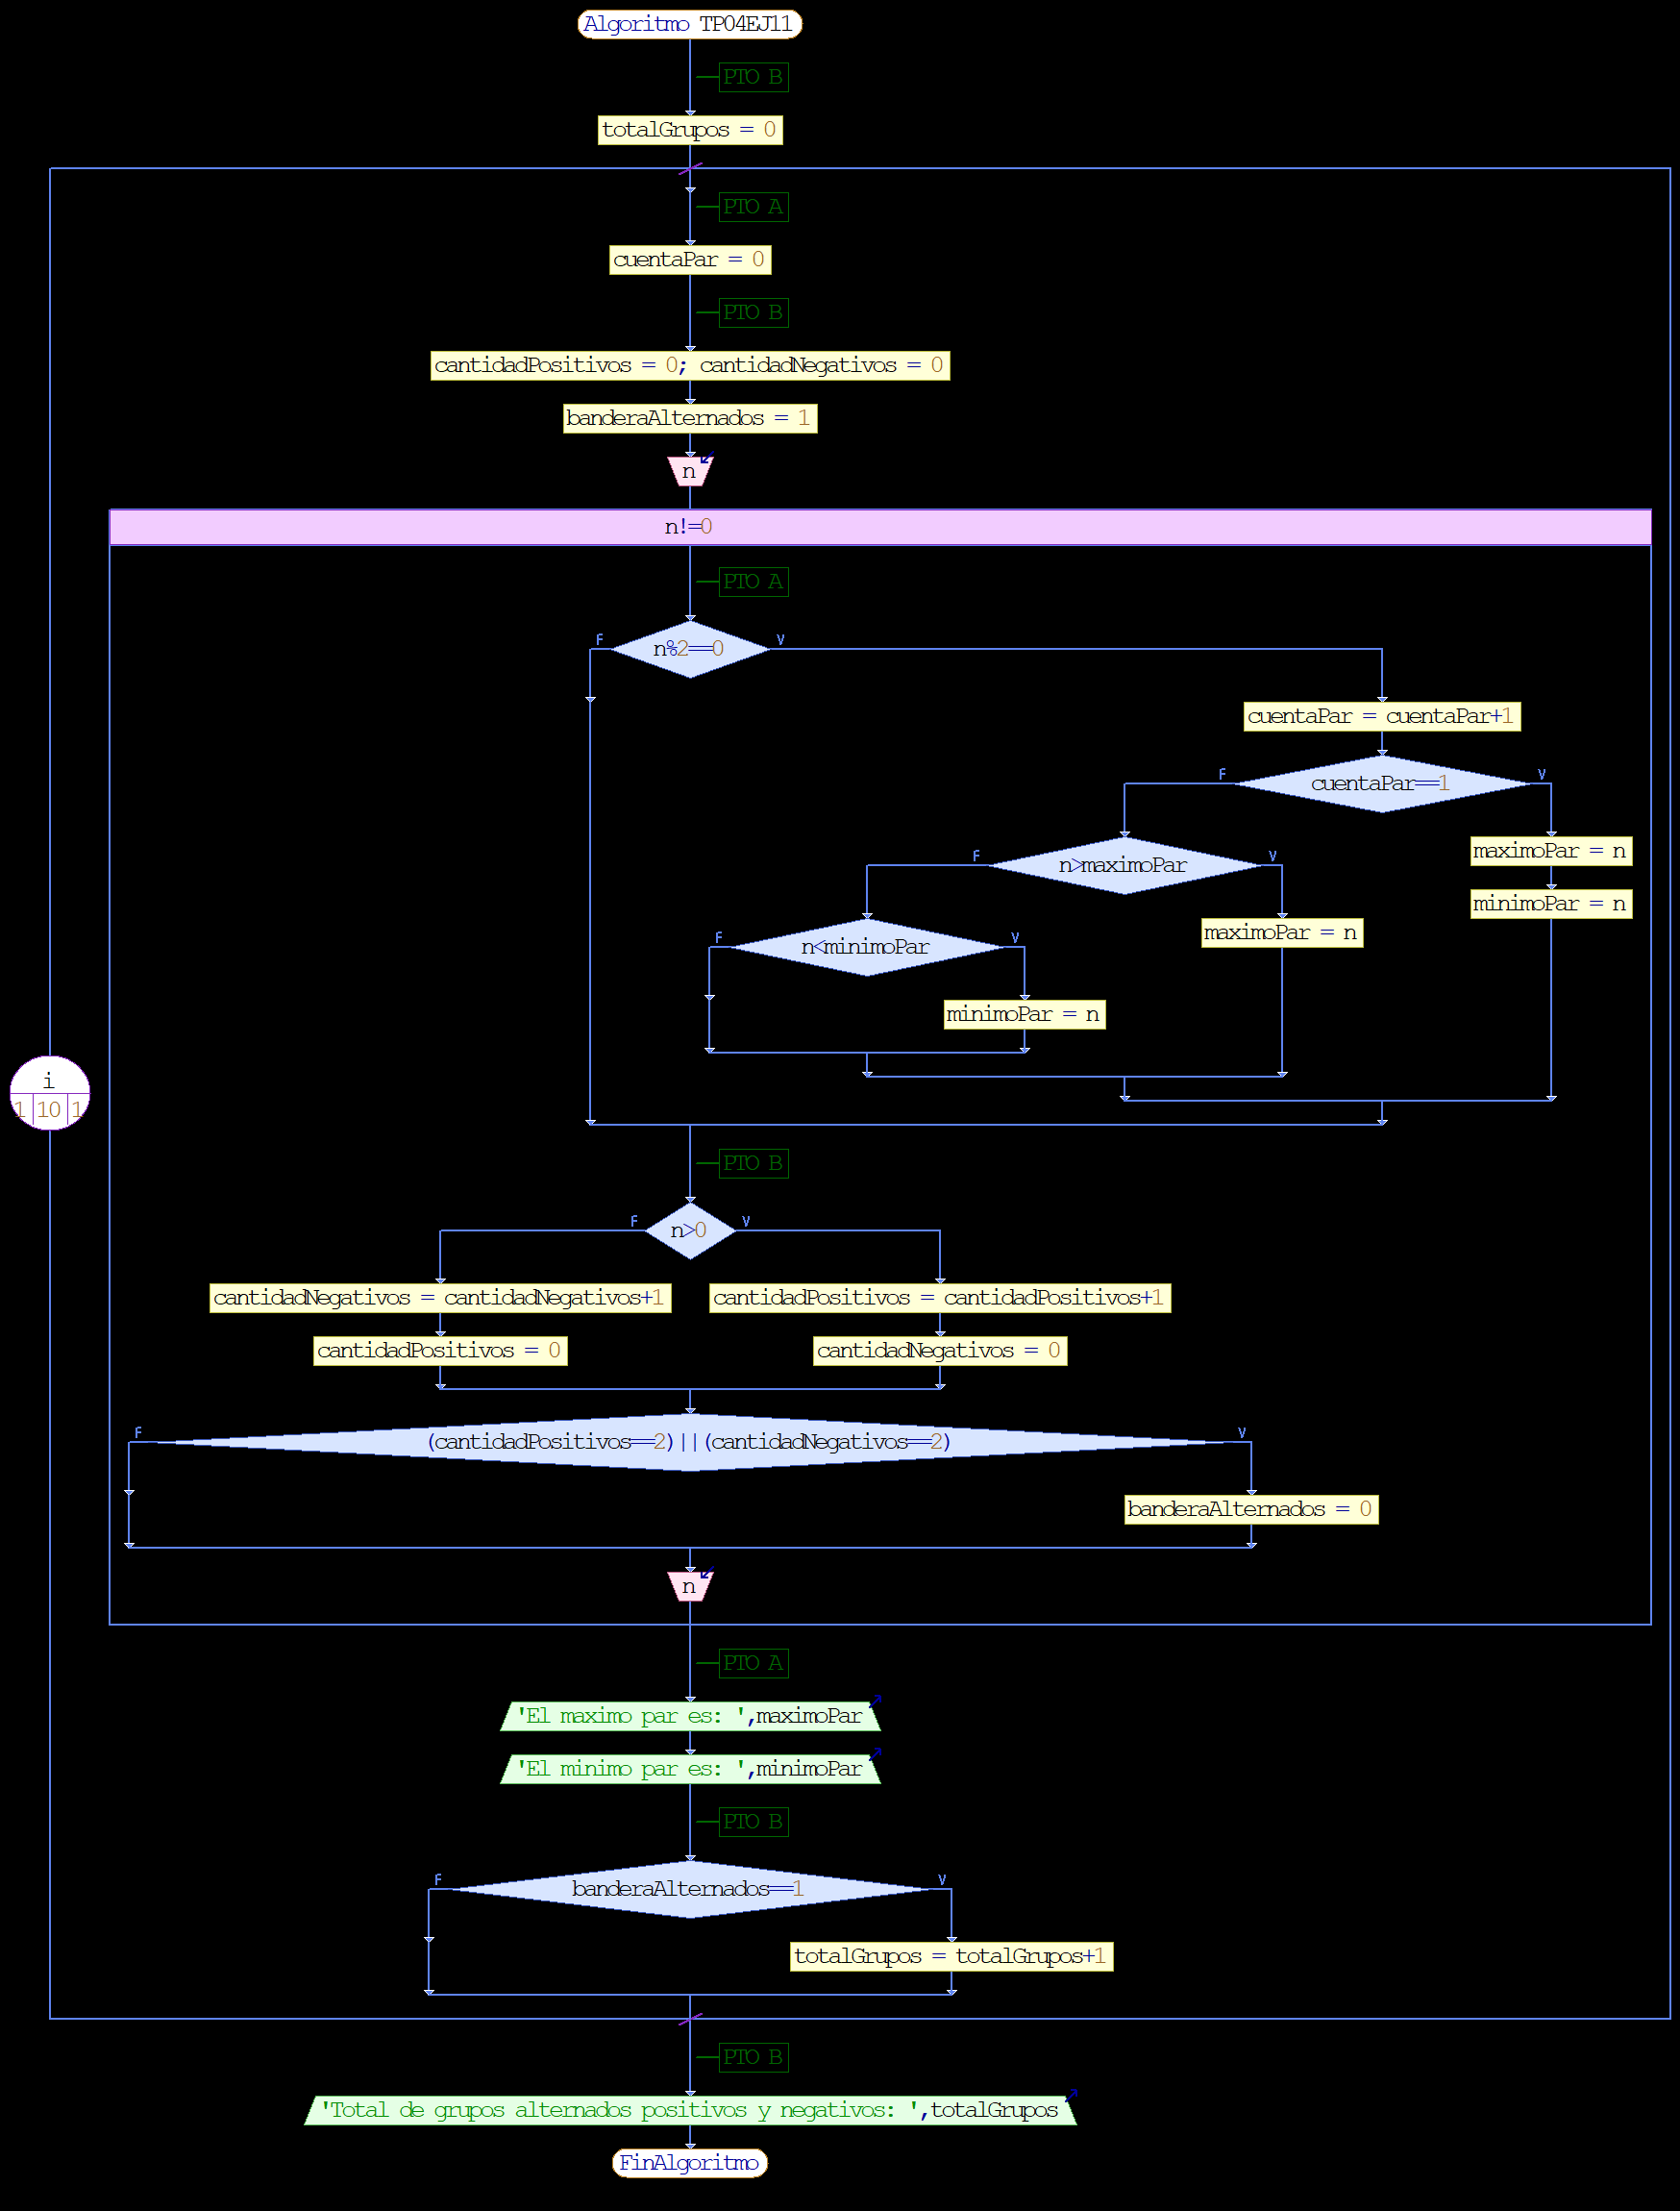 Algoritmo TP04EJ11
PTO B
totalGrupos = 0
PTO A
cuentaPar = 0
PTO B
cantidadPositivos = 0; cantidadNegativos = 0
banderaAlternados = 1
n
n!=0
PTO A
F
n%2==0
V
cuentaPar = cuentaPar+1
F
cuentaPar==1
V
maximoPar = n
minimoPar = n
F
n>maximoPar
V
maximoPar = n
F
n<minimoPar
V
minimoPar = n
i
1 10 1
PTO B
F
n>0
V
cantidadNegativos = cantidadNegativos+1
cantidadPositivos = cantidadPositivos+1
cantidadPositivos = 0
cantidadNegativos = 0
F
(cantidadPositivos==2)||(cantidadNegativos==2)
V
banderaAlternados = 0
n
PTO A
'El maximo par es: ',maximoPar
'El minimo par es: ',minimoPar
PTO B
F
banderaAlternados==1
V
totalGrupos = totalGrupos+1
PTO B
'Total de grupos alternados positivos y negativos: ',totalGrupos
FinAlgoritmo